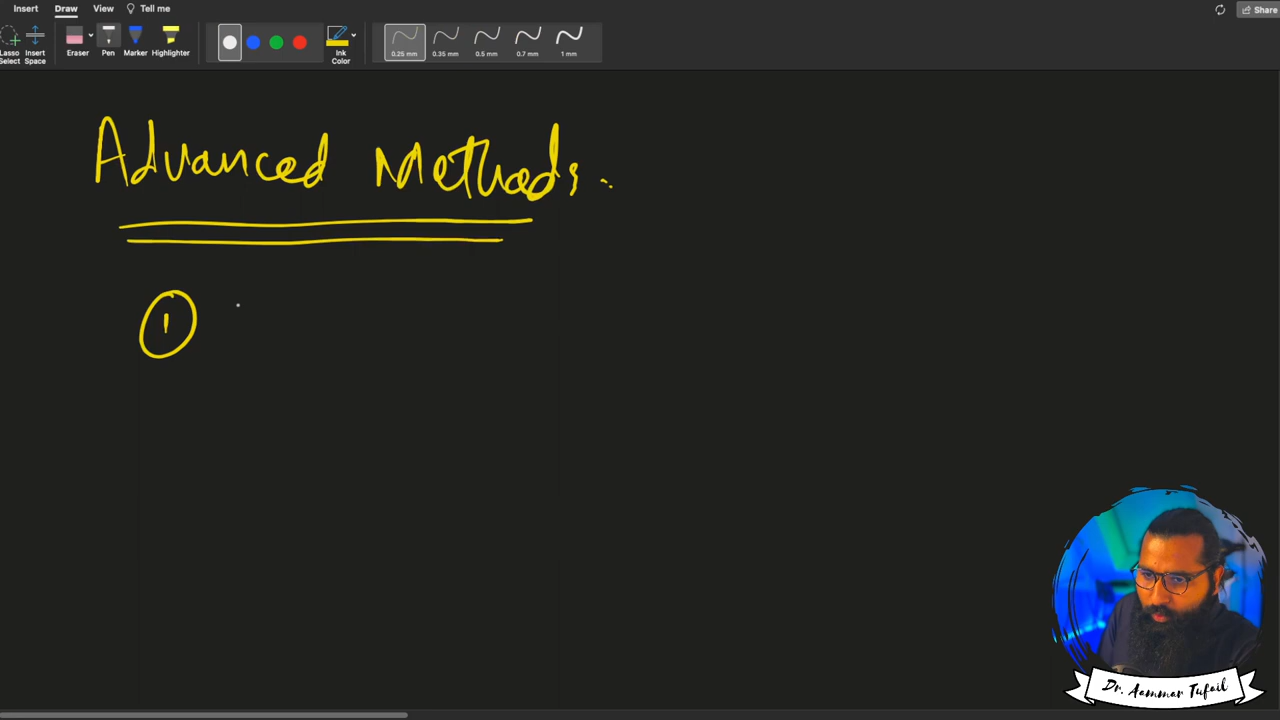 Insert Draw View Tell me Share
Lasso Select Insert Space Eraser Pen Marker Highlighter Ink Color 0.25 mm 0.35 mm 0.5 mm 0.7 mm 1 mm
Advanced Methods.
1
Dr. Aammar Tufail